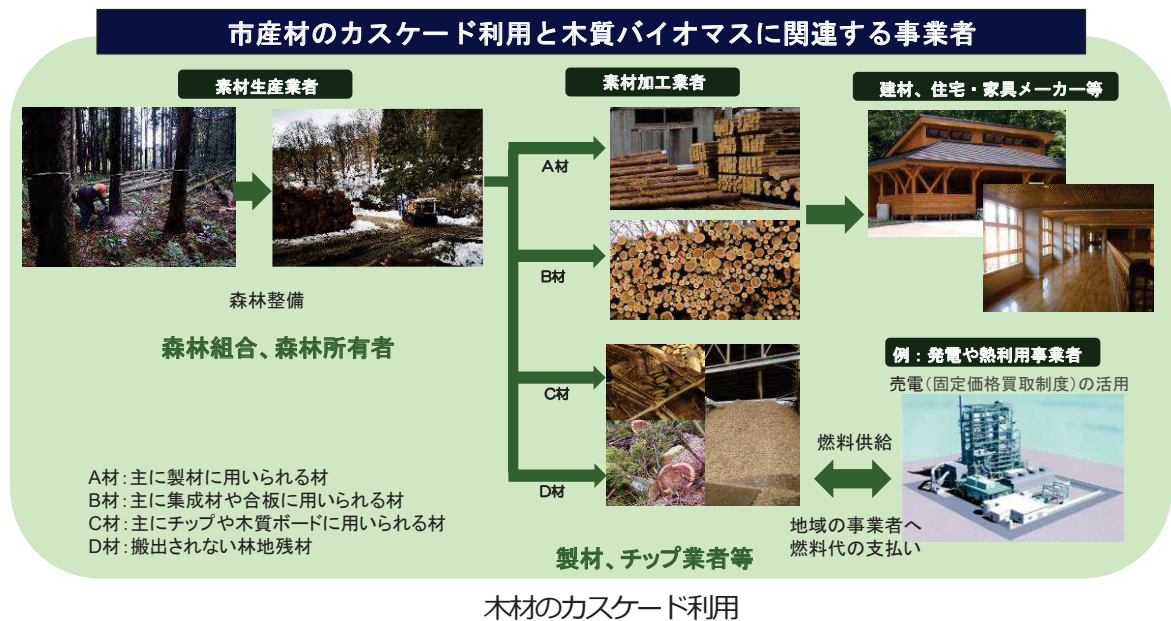 市産材のカスケード利用と木質バイオマスに関連する事業者
素材生産業者
素材加工業者
建材、住宅・家具メーカー等
A材
B材
森林整備
森林組合、森林所有者
C材
D材
例：発電や熱利用事業者
売電（固定価格買取制度）の活用
燃料供給
地域の事業者へ
燃料代の支払い
A材：主に製材に用いられる材
B材：主に集成材や合板に用いられる材
C材：主にチップや木質ボードに用いられる材
D材：搬出されない林地残材
製材、チップ業者等
木材のカスケード利用